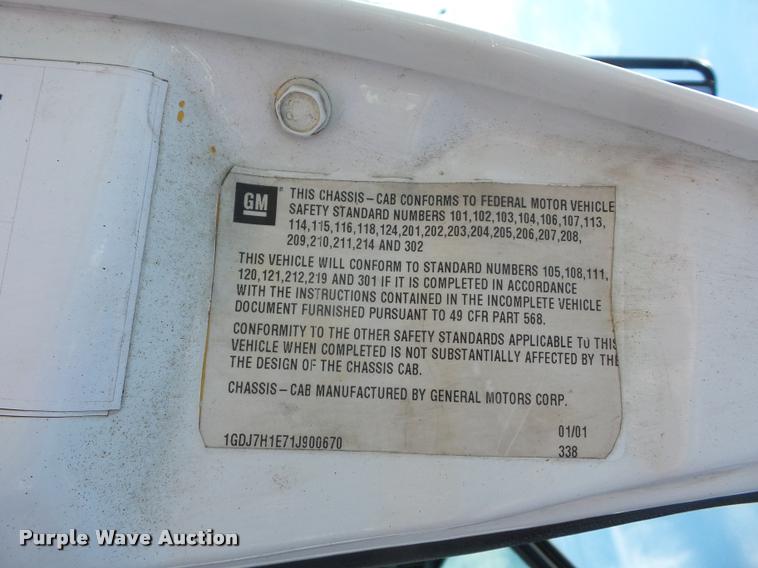 GM ® THIS CHASSIS-CAB CONFORMS TO FEDERAL MOTOR VEHICLE
SAFETY STANDARD NUMBERS 101,102,103,104,106,107,113,
114,115,116,118,124,201,202,203,204,205,206,207,208,
209,210,211,214 AND 302
THIS VEHICLE WILL CONFORM TO STANDARD NUMBERS 105,108,111,
120,121,212,219 AND 301 IF IT IS COMPLETED IN ACCORDANCE
WITH THE INSTRUCTIONS CONTAINED IN THE INCOMPLETE VEHICLE
DOCUMENT FURNISHED PURSUANT TO 49 CFR PART 568.
CONFORMITY TO THE OTHER SAFETY STANDARDS APPLICABLE TO THIS
VEHICLE WHEN COMPLETED IS NOT SUBSTANTIALLY AFFECTED BY THE
THE DESIGN OF THE CHASSIS CAB.
CHASSIS-CAB MANUFACTURED BY GENERAL MOTORS CORP.
1GDJ7H1E71J900670 01/01
338
Purple Wave Auction